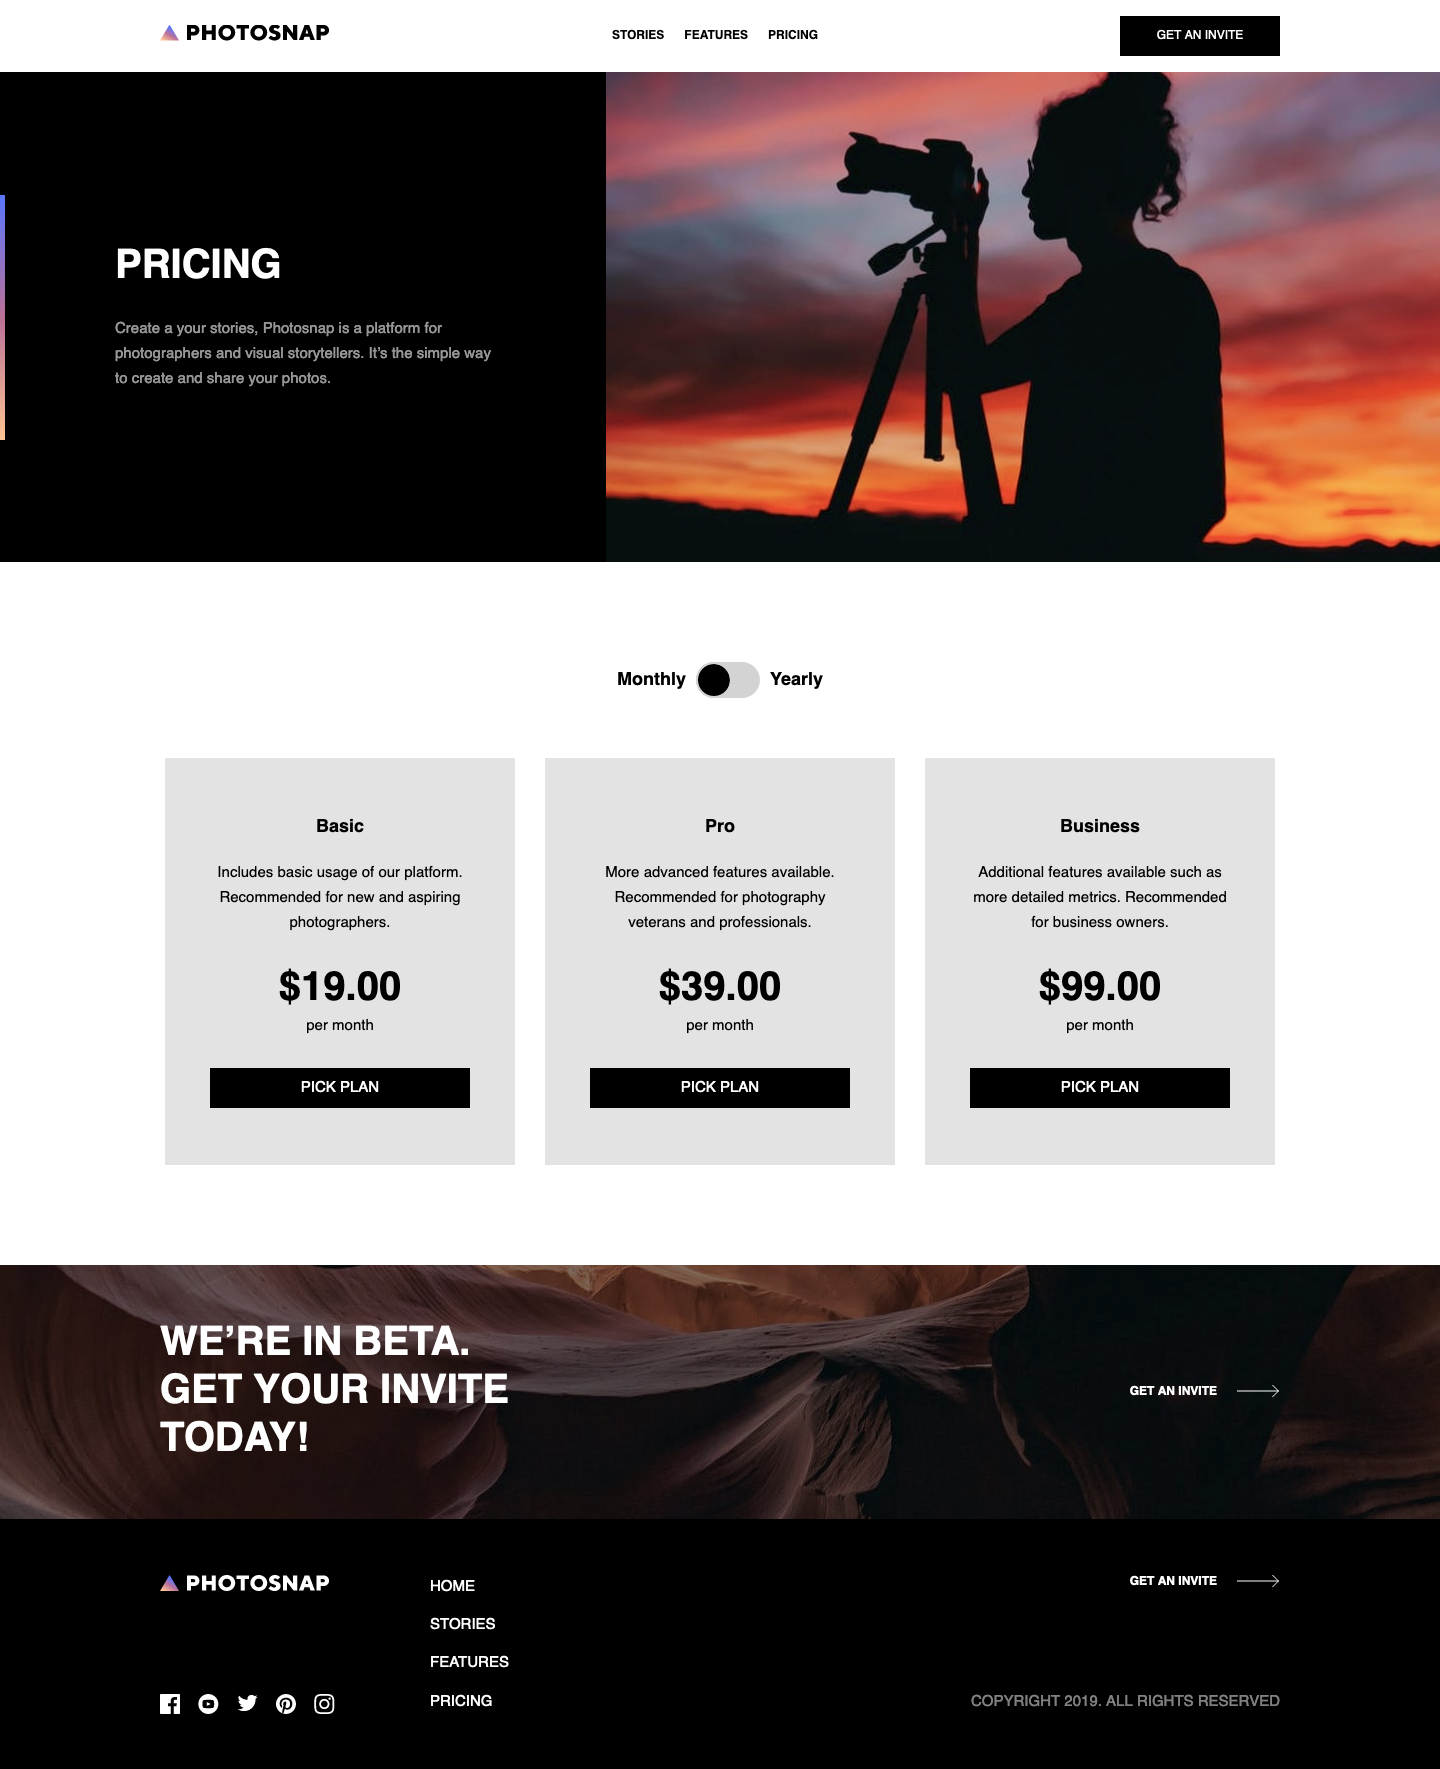 PHOTOSNAP
STORIES FEATURES PRICING
GET AN INVITE
PRICING
Create a your stories, Photosnap is a platform for
photographers and visual storytellers. It’s the simple way
to create and share your photos.
Monthly Yearly
Basic
Includes basic usage of our platform.
Recommended for new and aspiring
photographers.
$19.00
per month
PICK PLAN
Pro
More advanced features available.
Recommended for photography
veterans and professionals.
$39.00
per month
PICK PLAN
Business
Additional features available such as
more detailed metrics. Recommended
for business owners.
$99.00
per month
PICK PLAN
WE’RE IN BETA.
GET YOUR INVITE
TODAY!
GET AN INVITE
PHOTOSNAP
HOME
STORIES
FEATURES
PRICING
GET AN INVITE
COPYRIGHT 2019. ALL RIGHTS RESERVED